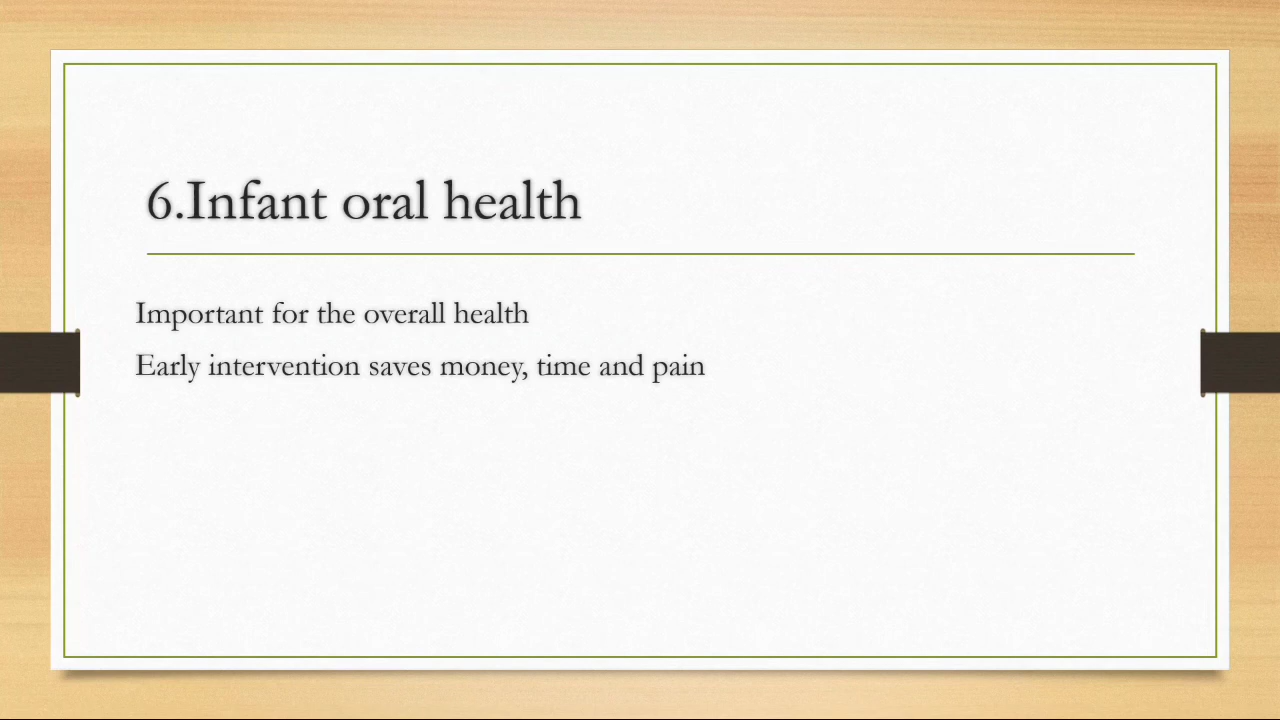 6.Infant oral health
Important for the overall health
Early intervention saves money, time and pain